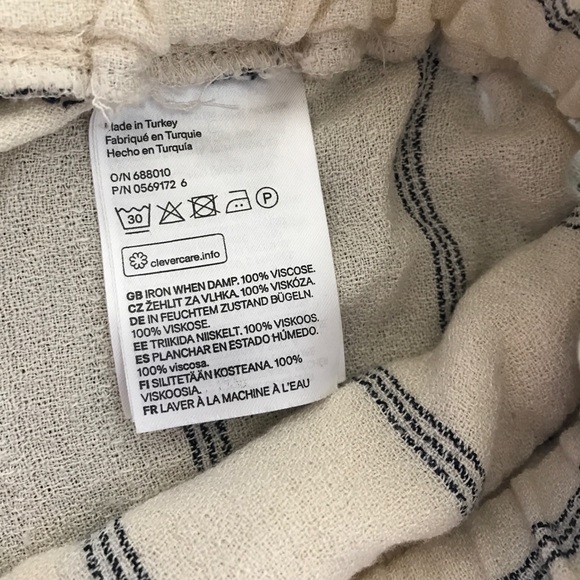 Made in Turkey
Fabriqué en Turquie
Hecho en Turquía
O/N 688010
P/N 0569172 6
30 P
clevercare.info
GB IRON WHEN DAMP. 100% VISCOSE.
CZ ŽEHLIT ZA VLHKA. 100% VISKÓZA.
DE IN FEUCHTEM ZUSTAND BÜGELN.
100% VISKOSE.
EE TRIIKIDA NIISKELT. 100% VISKOOS.
ES PLANCHAR EN ESTADO HÚMEDO.
100% viscosa.
FI SILITETÄÄN KOSTEANA. 100%
VISKOOSIA.
FR LAVER À LA MACHINE À L'EAU